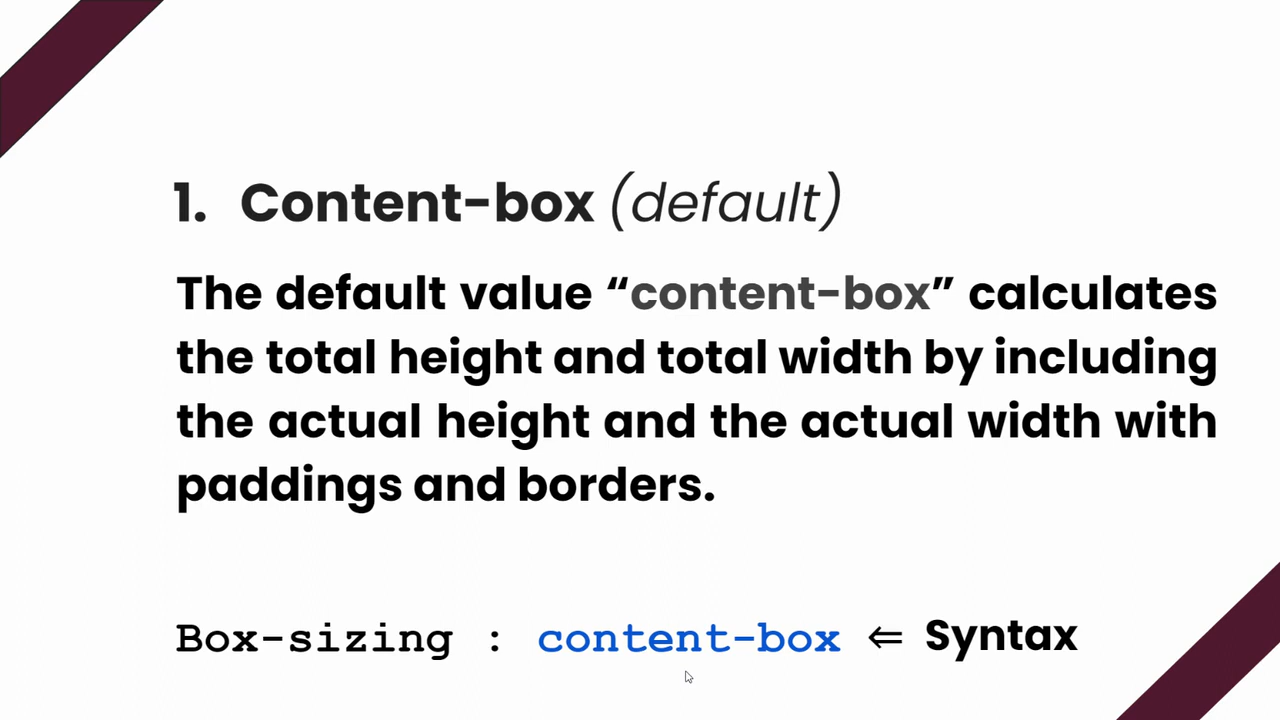 1. Content-box (default)
The default value “content-box” calculates
the total height and total width by including
the actual height and the actual width with
paddings and borders.
Box-sizing : content-box ⇐ Syntax